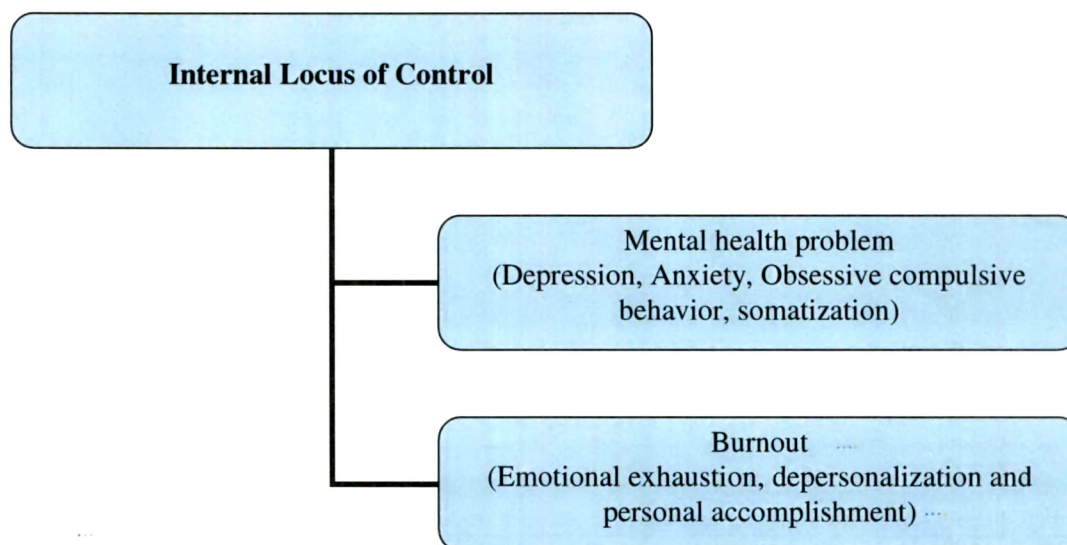 Internal Locus of Control
Mental health problem
(Depression, Anxiety, Obsessive compulsive
behavior, somatization)
Burnout
(Emotional exhaustion, depersonalization and
personal accomplishment)